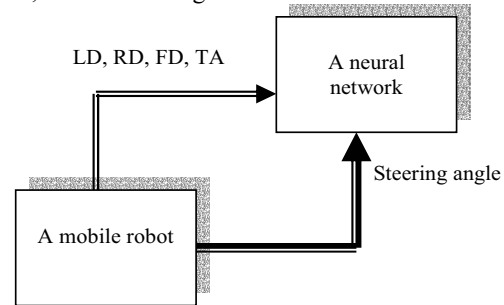 LD, RD, FD, TA
A neural
network
Steering angle
A mobile robot